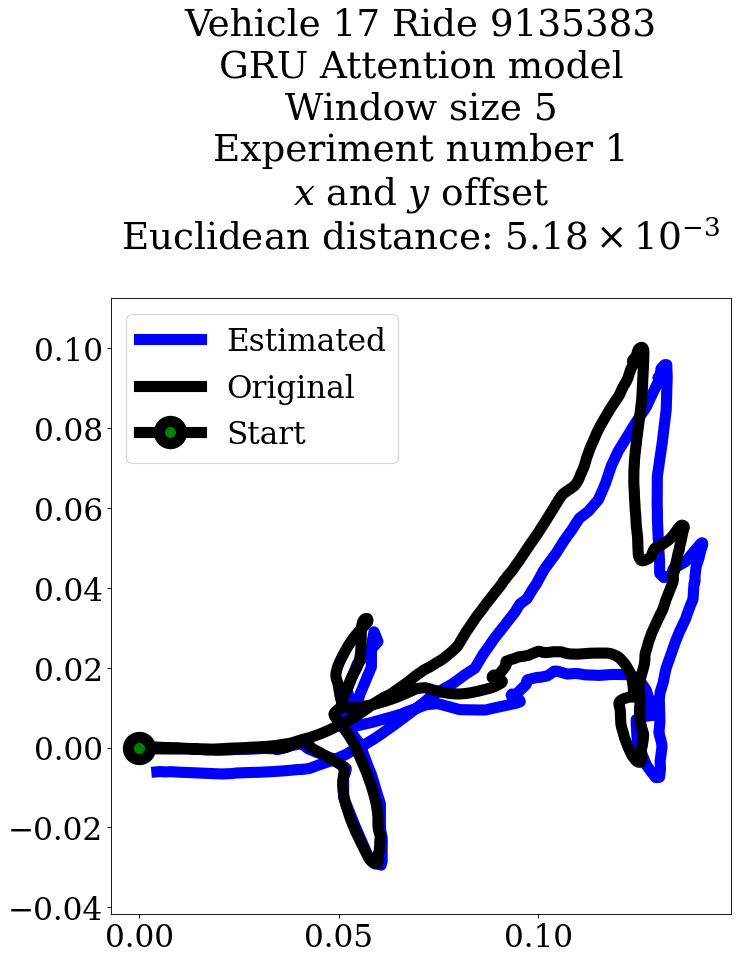 Vehicle 17 Ride 9135383
GRU Attention model
Window size 5
Experiment number 1
x and y offset
Euclidean distance: 5.18 × 10⁻³
Estimated
Original
Start
0.10
0.08
0.06
0.04
0.02
0.00
−0.02
−0.04
0.00 0.05 0.10